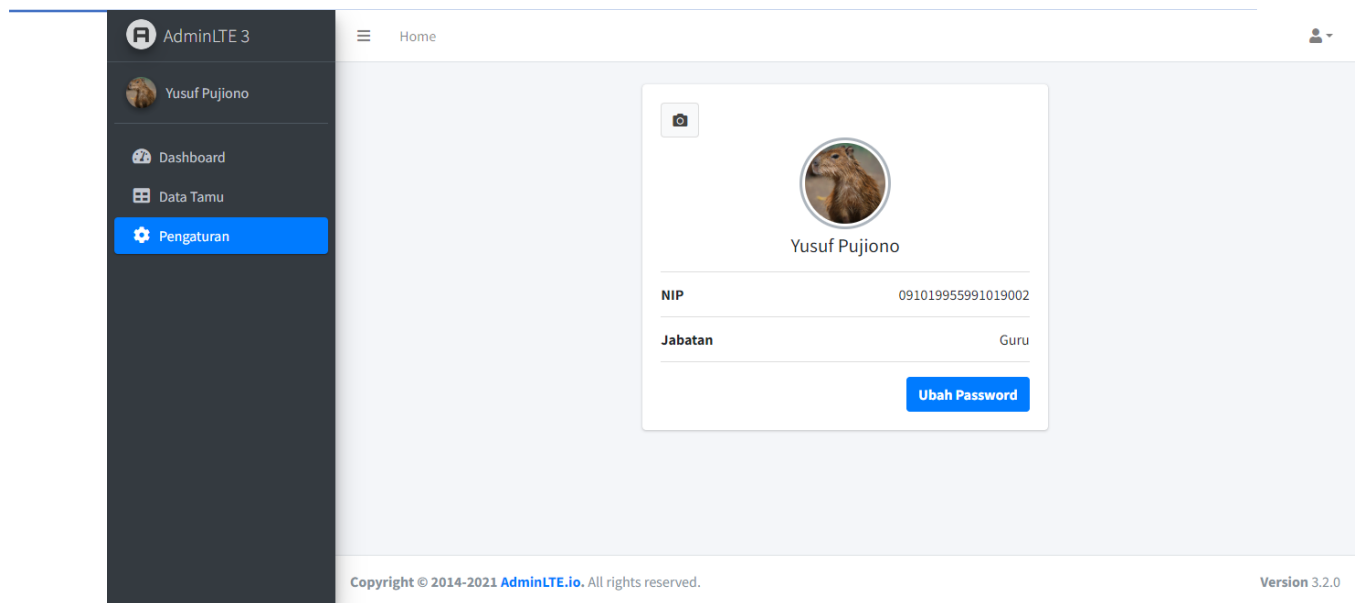 AdminLTE 3
Home
Yusuf Pujiono
Dashboard
Data Tamu
Pengaturan
Yusuf Pujiono
NIP 091019955991019002
Jabatan Guru
Ubah Password
Copyright © 2014-2021 AdminLTE.io. All rights reserved. Version 3.2.0